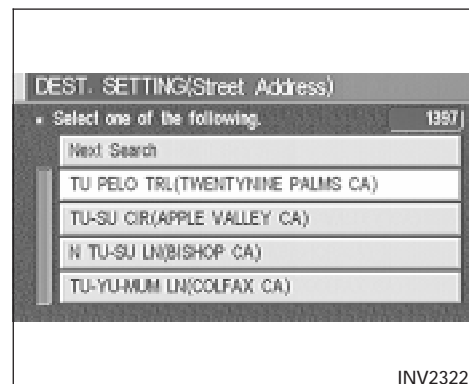 DEST. SETTING(Street Address)
Select one of the following. 1397
Next Search
TU PELO TRL(TWENTYNINE PALMS CA)
TU-SU CIR(APPLE VALLEY CA)
N TU-SU LN(BISHOP CA)
TU-YU-MUM LN(COLFAX CA)
INV2322